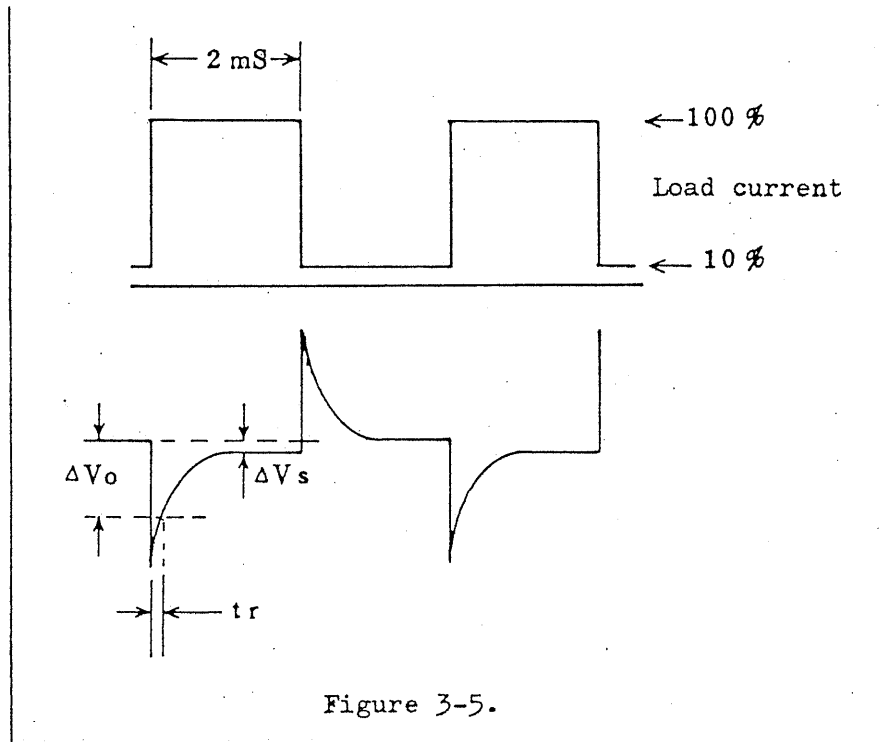 2 mS
100 %
Load current
10 %
ΔVo
ΔVs
tr
Figure 3-5.